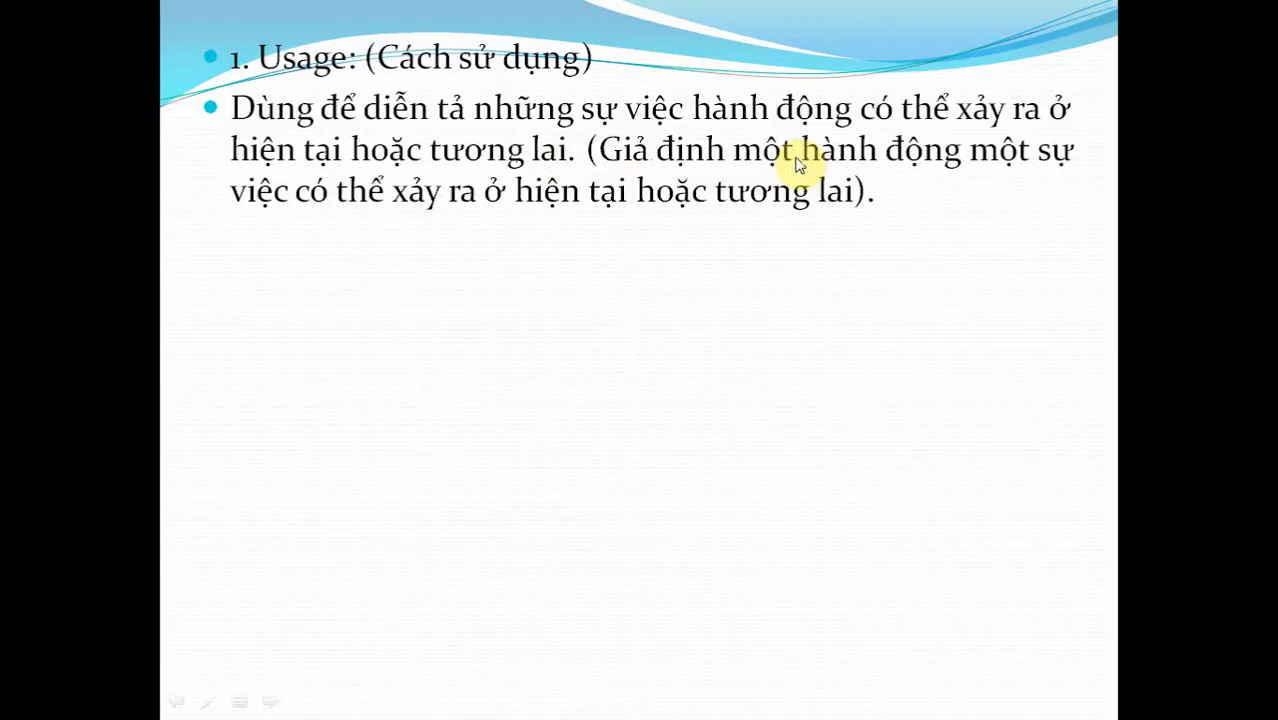 1. Usage: (Cách sử dụng)
Dùng để diễn tả những sự việc hành động có thể xảy ra ở
hiện tại hoặc tương lai. (Giả định một hành động một sự
việc có thể xảy ra ở hiện tại hoặc tương lai).